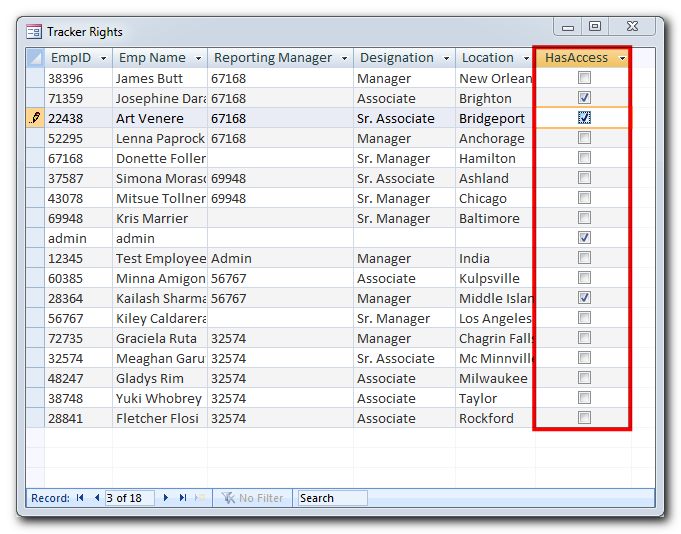 Tracker Rights
EmpID Emp Name Reporting Manager Designation Location HasAccess
38396 James Butt 67168 Manager New Orlean
71359 Josephine Dara 67168 Associate Brighton
22438 Art Venere 67168 Sr. Associate Bridgeport
52295 Lenna Paprock 67168 Manager Anchorage
67168 Donette Foller Sr. Manager Hamilton
37587 Simona Morasc 69948 Sr. Associate Ashland
43078 Mitsue Tollner 69948 Sr. Manager Chicago
69948 Kris Marrier Sr. Manager Baltimore
admin admin
12345 Test Employee Admin Manager India
60385 Minna Amigon 56767 Associate Kulpsville
28364 Kailash Sharma 56767 Manager Middle Islan
56767 Kiley Caldarera Sr. Manager Los Angeles
72735 Graciela Ruta 32574 Manager Chagrin Falls
32574 Meaghan Garu 32574 Sr. Associate Mc Minnvill
48247 Gladys Rim 32574 Associate Milwaukee
38748 Yuki Whobrey 32574 Associate Taylor
28841 Fletcher Flosi 32574 Associate Rockford
Record: 3 of 18 No Filter Search